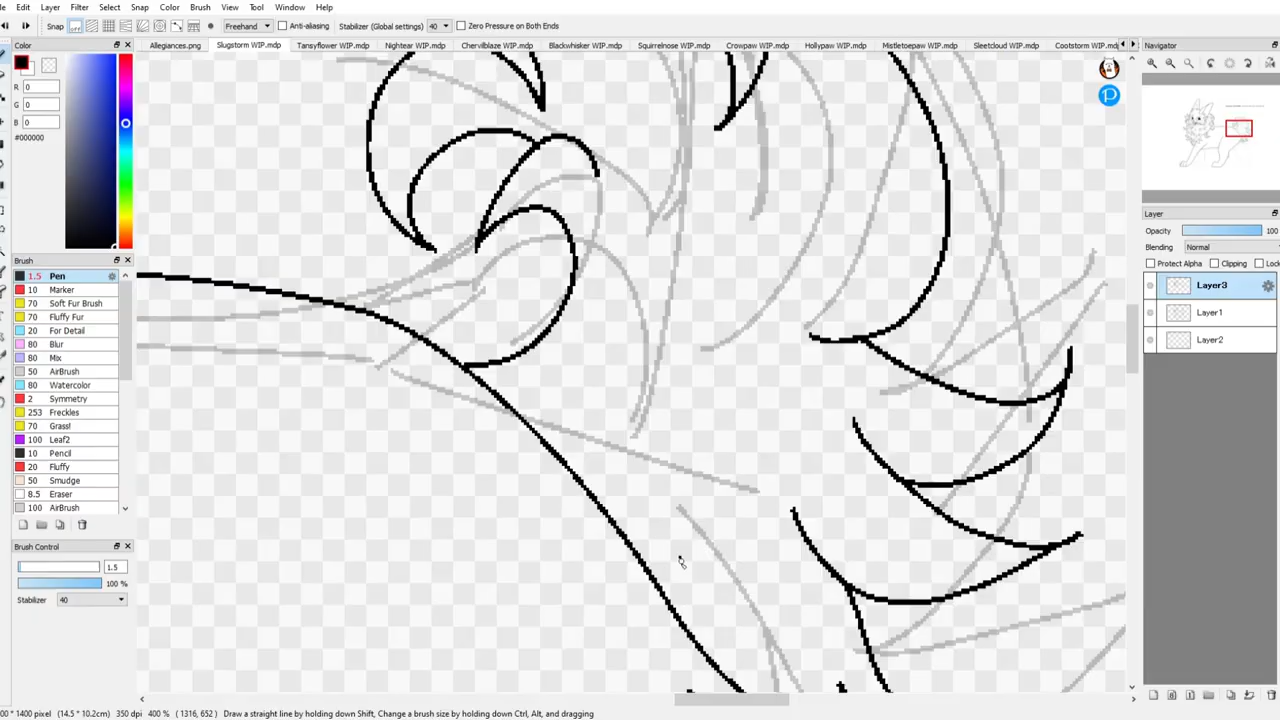 Edit Layer Filter Snap Color Brush View Tool Window Help
Snap off Freehand Anti-aliasing Stabilizer (Global settings) 40 Zero Pressure on Both Ends
Color Allegiances.png Slugstorm WIP.mdp Tansyflower WIP.mdp Nightear WIP.mdp Chervilblaze WIP.mdp Blackwhisker WIP.mdp Squirrelnose WIP.mdp Crowpaw WIP.mdp Hollypaw WIP.mdp Mistletoepaw WIP.mdp Sleetcloud WIP.mdp Cootstorm WIP.md Navigator
R 0
G 0
B 0
#000000
Layer
Opacity 100
Blending Normal
Protect Alpha Clipping Lock
Layer3
Layer1
Layer2
Brush
1.5 Pen
10 Marker
70 Soft Fur Brush
70 Fluffy Fur
20 For Detail
80 Blur
80 Mix
50 AirBrush
80 Watercolor
2 Symmetry
253 Freckles
70 Grass!
100 Leaf2
10 Pencil
20 Fluffy
50 Smudge
8.5 Eraser
100 AirBrush
Brush Control
1.5
100 %
Stabilizer 40
00 * 1400 pixel (14.5 * 10.2cm) 350 dpi 400 % ( 1316, 652 ) Draw a straight line by holding down Shift, Change a brush size by holding down Ctrl, Alt, and dragging